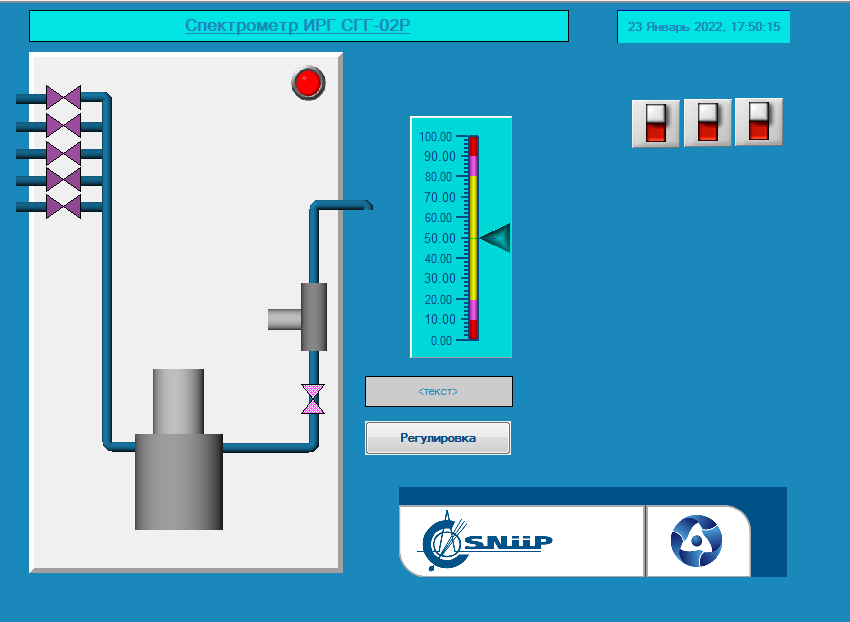 Спектрометр ИРГ СГГ-02Р
23 Январь 2022, 17:50:15
100.00
90.00
80.00
70.00
60.00
50.00
40.00
30.00
20.00
10.00
0.00
<текст>
Регулировка
SNiiP